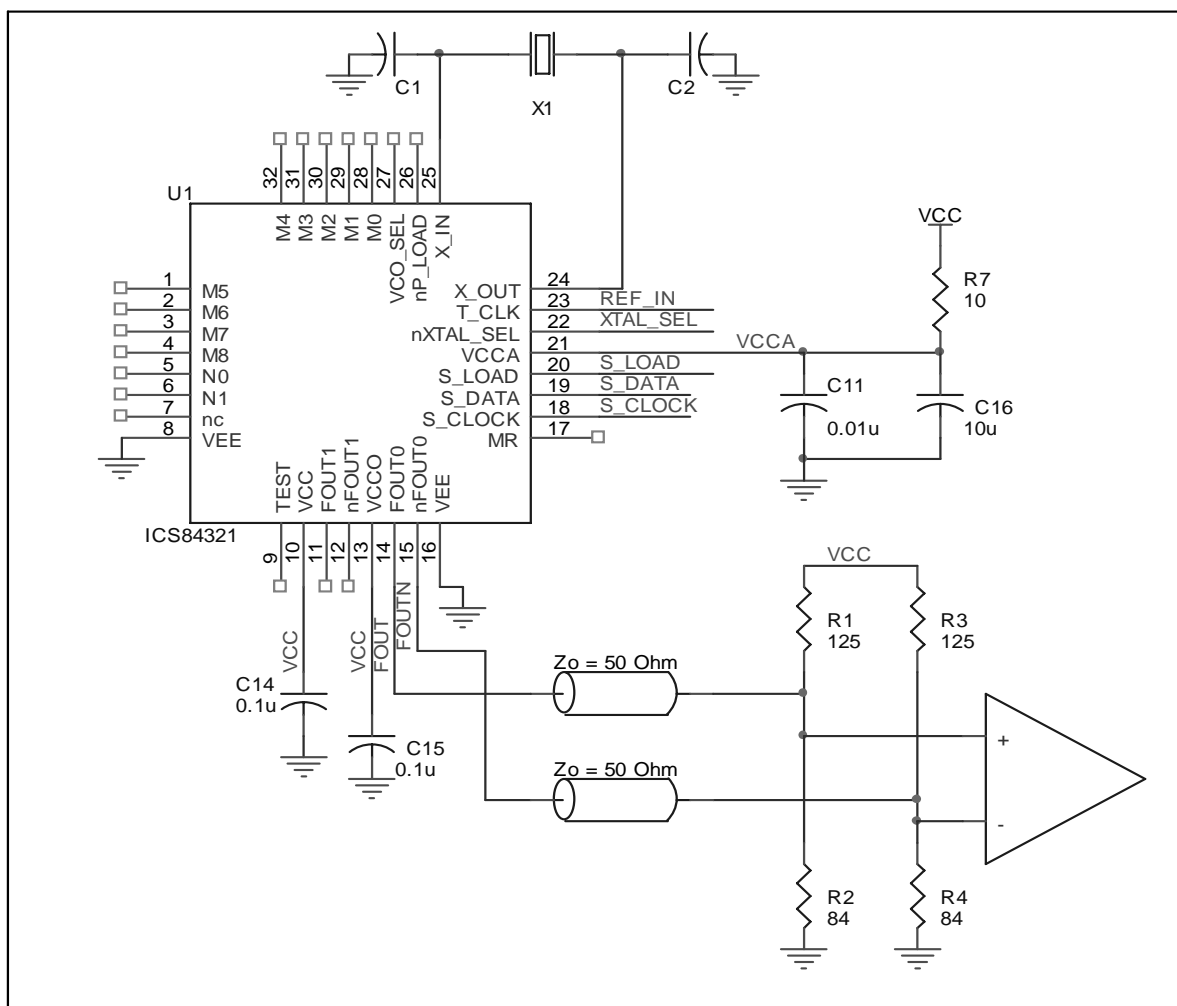 C1
X1
C2
U1
32
31
30
29
28
27
26
25
M4
M3
M2
M1
M0
VCO_SEL
nP_LOAD
X_IN
VCC
R7
10
1
M5
2
M6
3
M7
4
M8
5
N0
6
N1
7
nc
8
VEE
X_OUT
24
T_CLK
23
REF_IN
nXTAL_SEL
22
XTAL_SEL
VCCA
21
VCCA
S_LOAD
20
S_LOAD
S_DATA
19
S_DATA
S_CLOCK
18
S_CLOCK
MR
17
C11
0.01u
C16
10u
TEST
VCC
FOUT1
nFOUT1
VCCO
FOUT0
nFOUT0
VEE
ICS84321
9
10
11
12
13
14
15
16
VCC
VCC
FOUT
FOUTN
VCC
R1
125
R3
125
C14
0.1u
C15
0.1u
Zo = 50 Ohm
Zo = 50 Ohm
+
-
R2
84
R4
84